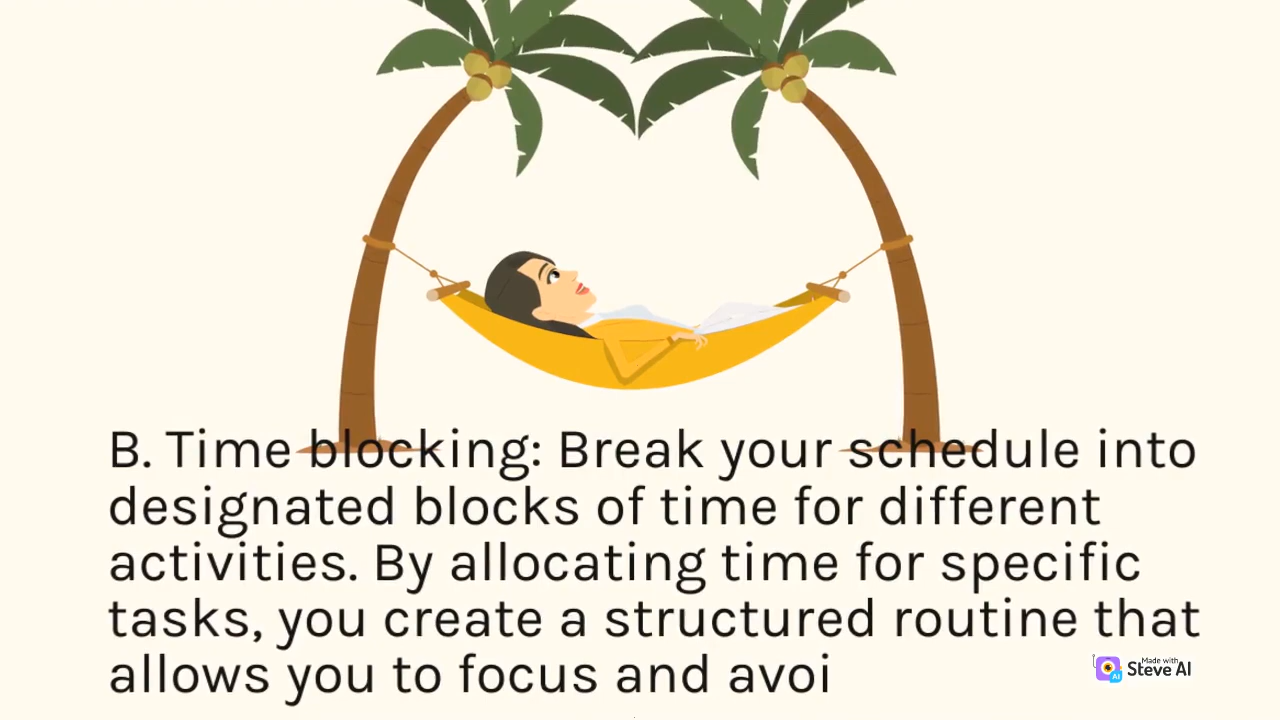 B. Time blocking: Break your schedule into
designated blocks of time for different
activities. By allocating time for specific
tasks, you create a structured routine that
allows you to focus and avoi
Made with
Steve AI
AI